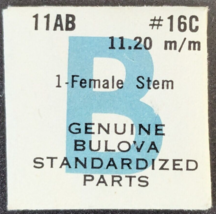 11AB #16C
11.20 m/m
B
1-Female Stem
GENUINE
BULOVA
STANDARDIZED
PARTS